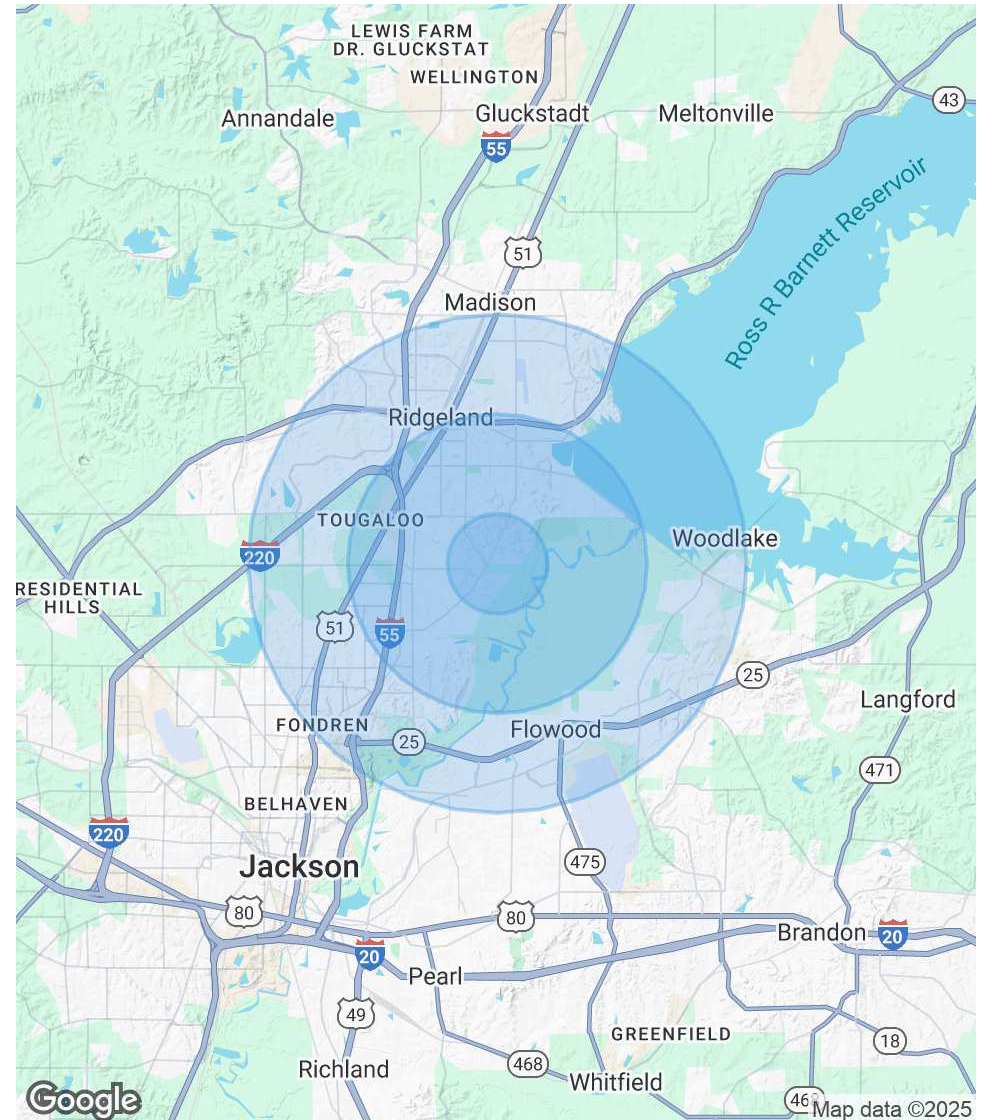 LEWIS FARM
DR. GLUCKSTAT
WELLINGTON
Gluckstadt
Meltonville
43
Annandale
55
Ross R Barnett Reservoir
51
Madison
Ridgeland
TOUGALOO
Woodlake
220
RESIDENTIAL
HILLS
51
55
25
Langford
FONDREN
25
Flowood
471
BELHAVEN
220
Jackson
475
80
80
Brandon
20
20
Pearl
49
GREENFIELD
18
Richland
468
Whitfield
Google
Map data ©2025